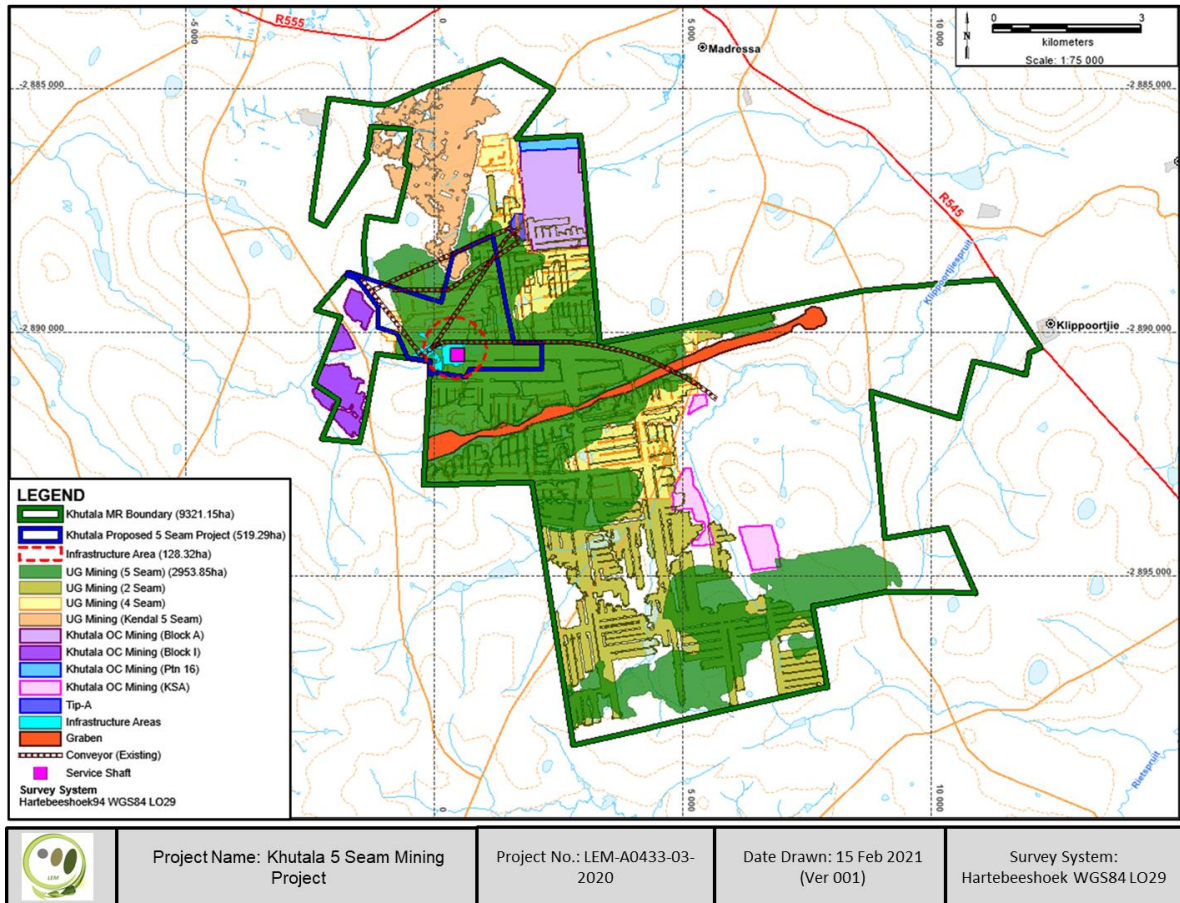 R555
5 000
0
5 000
10 000
Madressa
N
0 3
kilometers
Scale: 1:75 000
-2 885 000
-2 885 000
R545
Klippoortjiespruit
-2 890 000
Klippoortjie
-2 895 000
-2 895 000
LEGEND
Khutala MR Boundary (9321.15ha)
Khutala Proposed 5 Seam Project (519.29ha)
Infrastructure Area (128.32ha)
UG Mining (5 Seam) (2953.85ha)
UG Mining (2 Seam)
UG Mining (4 Seam)
UG Mining (Kendal 5 Seam)
Khutala OC Mining (Block A)
Khutala OC Mining (Block I)
Khutala OC Mining (Ptn 16)
Khutala OC Mining (KSA)
Tip-A
Infrastructure Areas
Graben
Conveyor (Existing)
Service Shaft
Survey System
Hartebeeshoek94 WGS84 LO29
0
5 000
10 000
Rietspruit
LEM
Project Name: Khutala 5 Seam Mining
Project
Project No.: LEM-A0433-03-
2020
Date Drawn: 15 Feb 2021
(Ver 001)
Survey System:
Hartebeeshoek WGS84 LO29